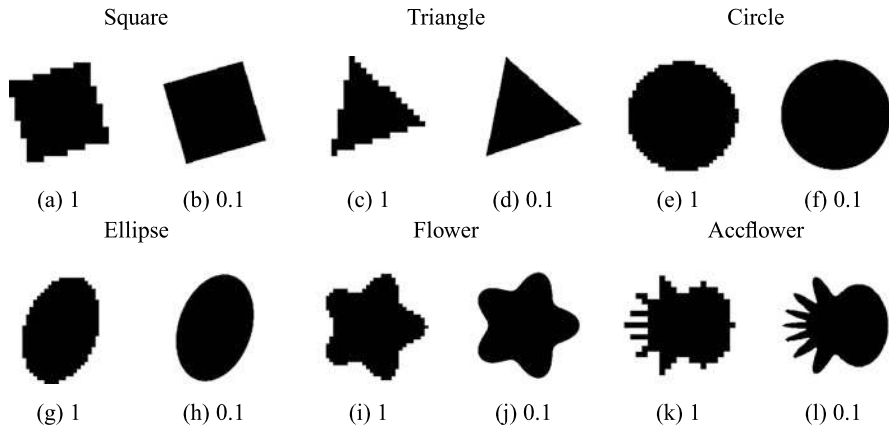 Square Triangle Circle
(a) 1 (b) 0.1 (c) 1 (d) 0.1 (e) 1 (f) 0.1
Ellipse Flower Accflower
(g) 1 (h) 0.1 (i) 1 (j) 0.1 (k) 1 (l) 0.1